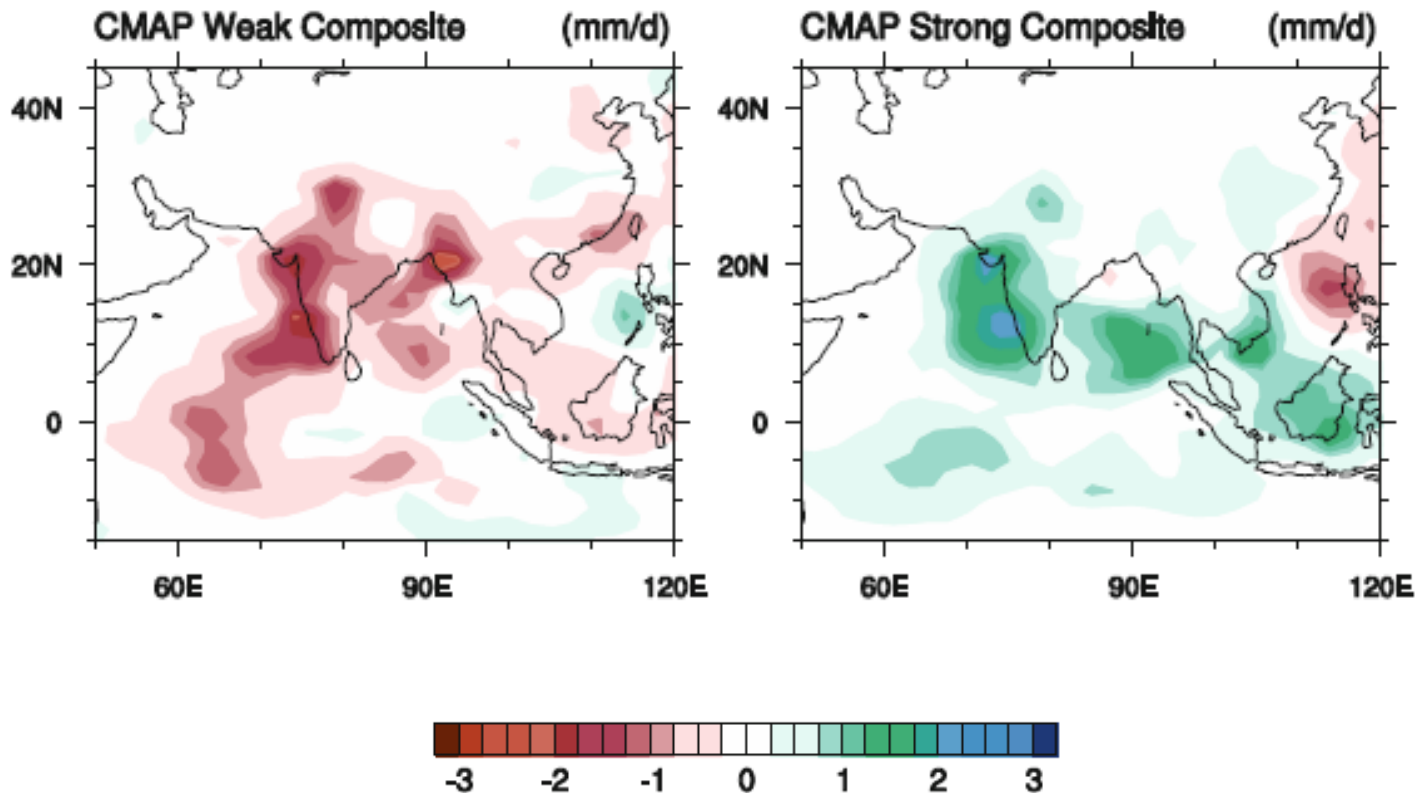 CMAP Weak Composite (mm/d) CMAP Strong Composite (mm/d)
40N 40N
20N 20N
0 0
60E 90E 120E 60E 90E 120E
-3 -2 -1 0 1 2 3